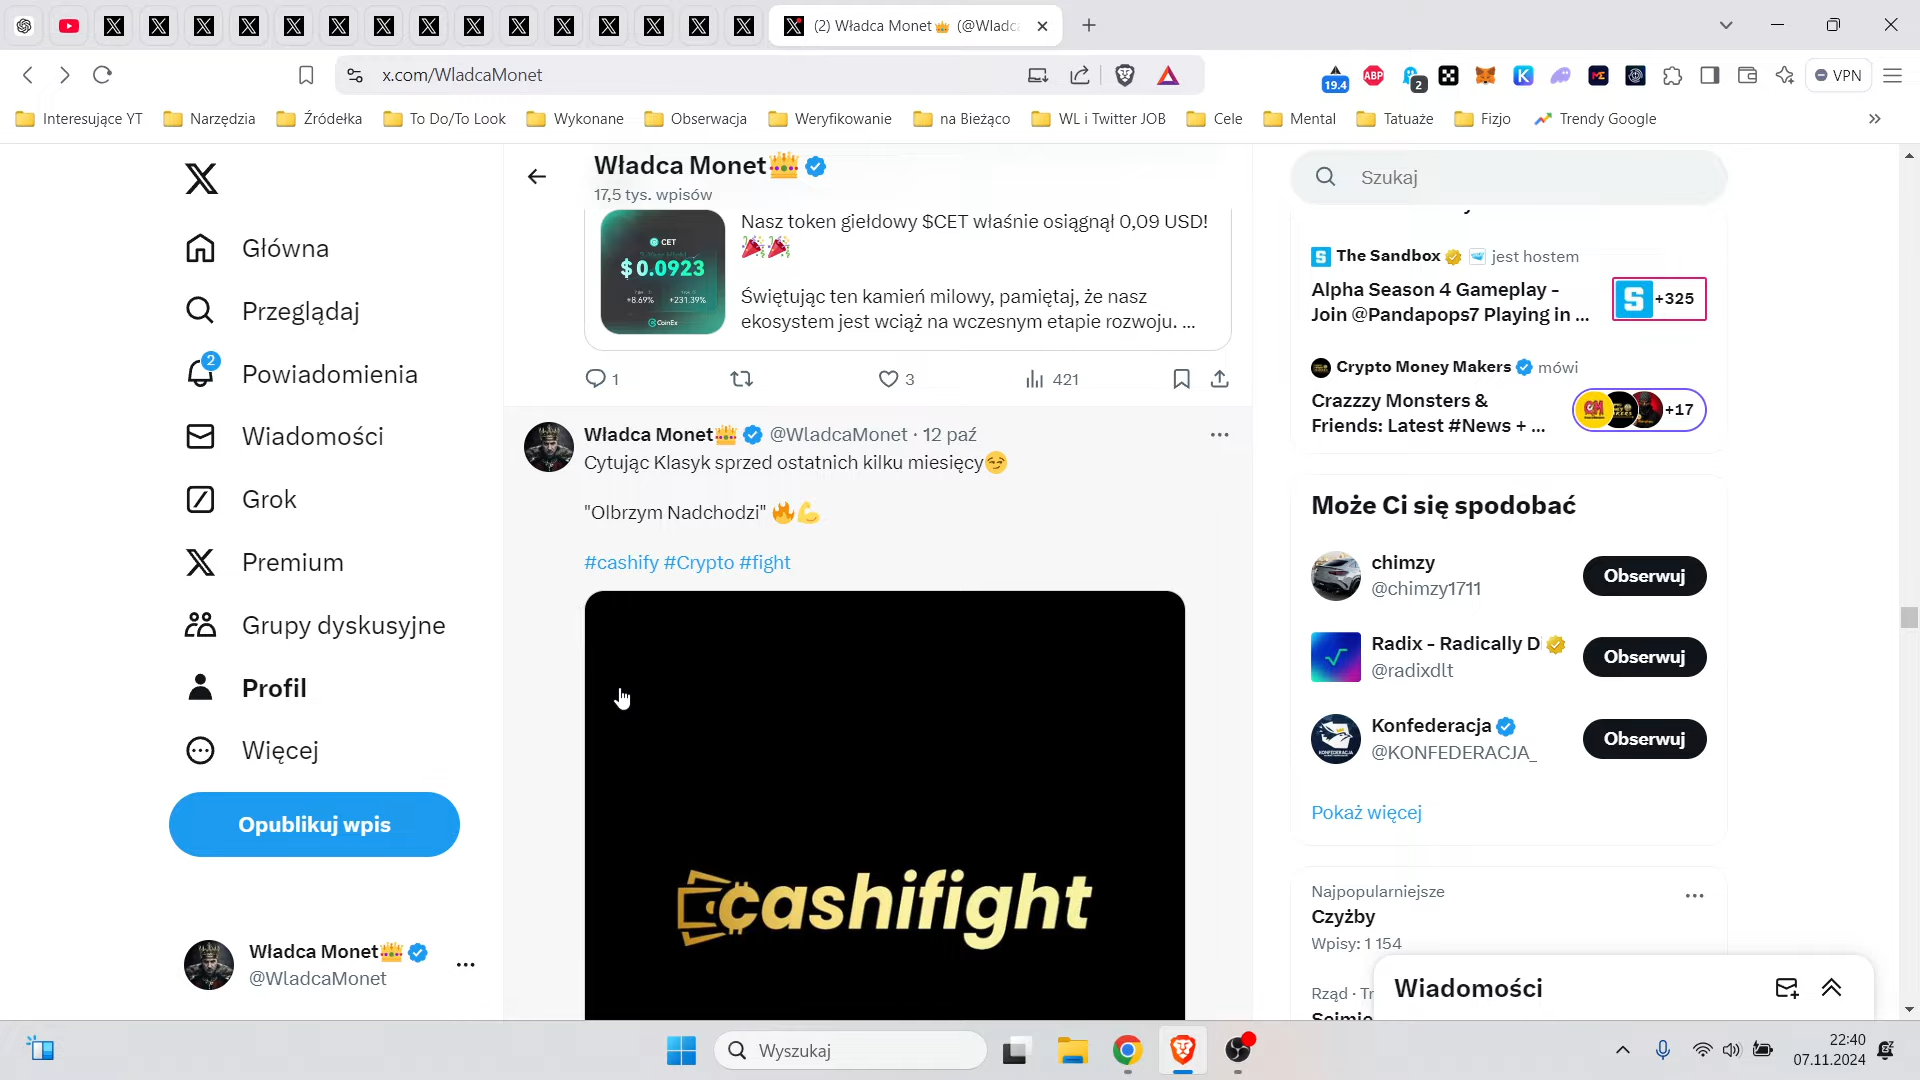 (2) Władca Monet👑 (@Wladc
x.com/WladcaMonet
19.4
ABP
2
VPN
Interesujące YT
Narzędzia
Źródełka
To Do/To Look
Wykonane
Obserwacja
Weryfikowanie
na Bieżąco
WL i Twitter JOB
Cele
Mental
Tatuaże
Fizjo
Trendy Google
Główna
Przeglądaj
2
Powiadomienia
Wiadomości
Grok
Premium
Grupy dyskusyjne
Profil
Więcej
Opublikuj wpis
Władca Monet👑
@WladcaMonet
Władca Monet👑
17,5 tys. wpisów
CET
$0.0923
+8.69% +231.39%
CoinEx
Nasz token giełdowy $CET właśnie osiągnął 0,09 USD!
🎉🎉
Świętując ten kamień milowy, pamiętaj, że nasz
ekosystem jest wciąż na wczesnym etapie rozwoju. ...
1
3
421
Władca Monet👑 @WladcaMonet · 12 paź
Cytując Klasyk sprzed ostatnich kilku miesięcy😏
"Olbrzym Nadchodzi" 🔥💪
#cashify #Crypto #fight
cashifight
Szukaj
The Sandbox jest hostem
Alpha Season 4 Gameplay -
Join @Pandapops7 Playing in ...
+325
Crypto Money Makers mówi
Crazzzy Monsters &
Friends: Latest #News + ...
+17
Może Ci się spodobać
chimzy
@chimzy1711
Obserwuj
Radix - Radically D
@radixdlt
Obserwuj
Konfederacja
@KONFEDERACJA_
Obserwuj
Pokaż więcej
Najpopularniejsze
Czyżby
Wpisy: 1 154
Rząd · Tr
Sejmie
Wiadomości
Wyszukaj
22:40
07.11.2024